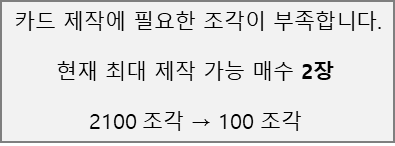 카드 제작에 필요한 조각이 부족합니다.
현재 최대 제작 가능 매수 2장
2100 조각 → 100 조각